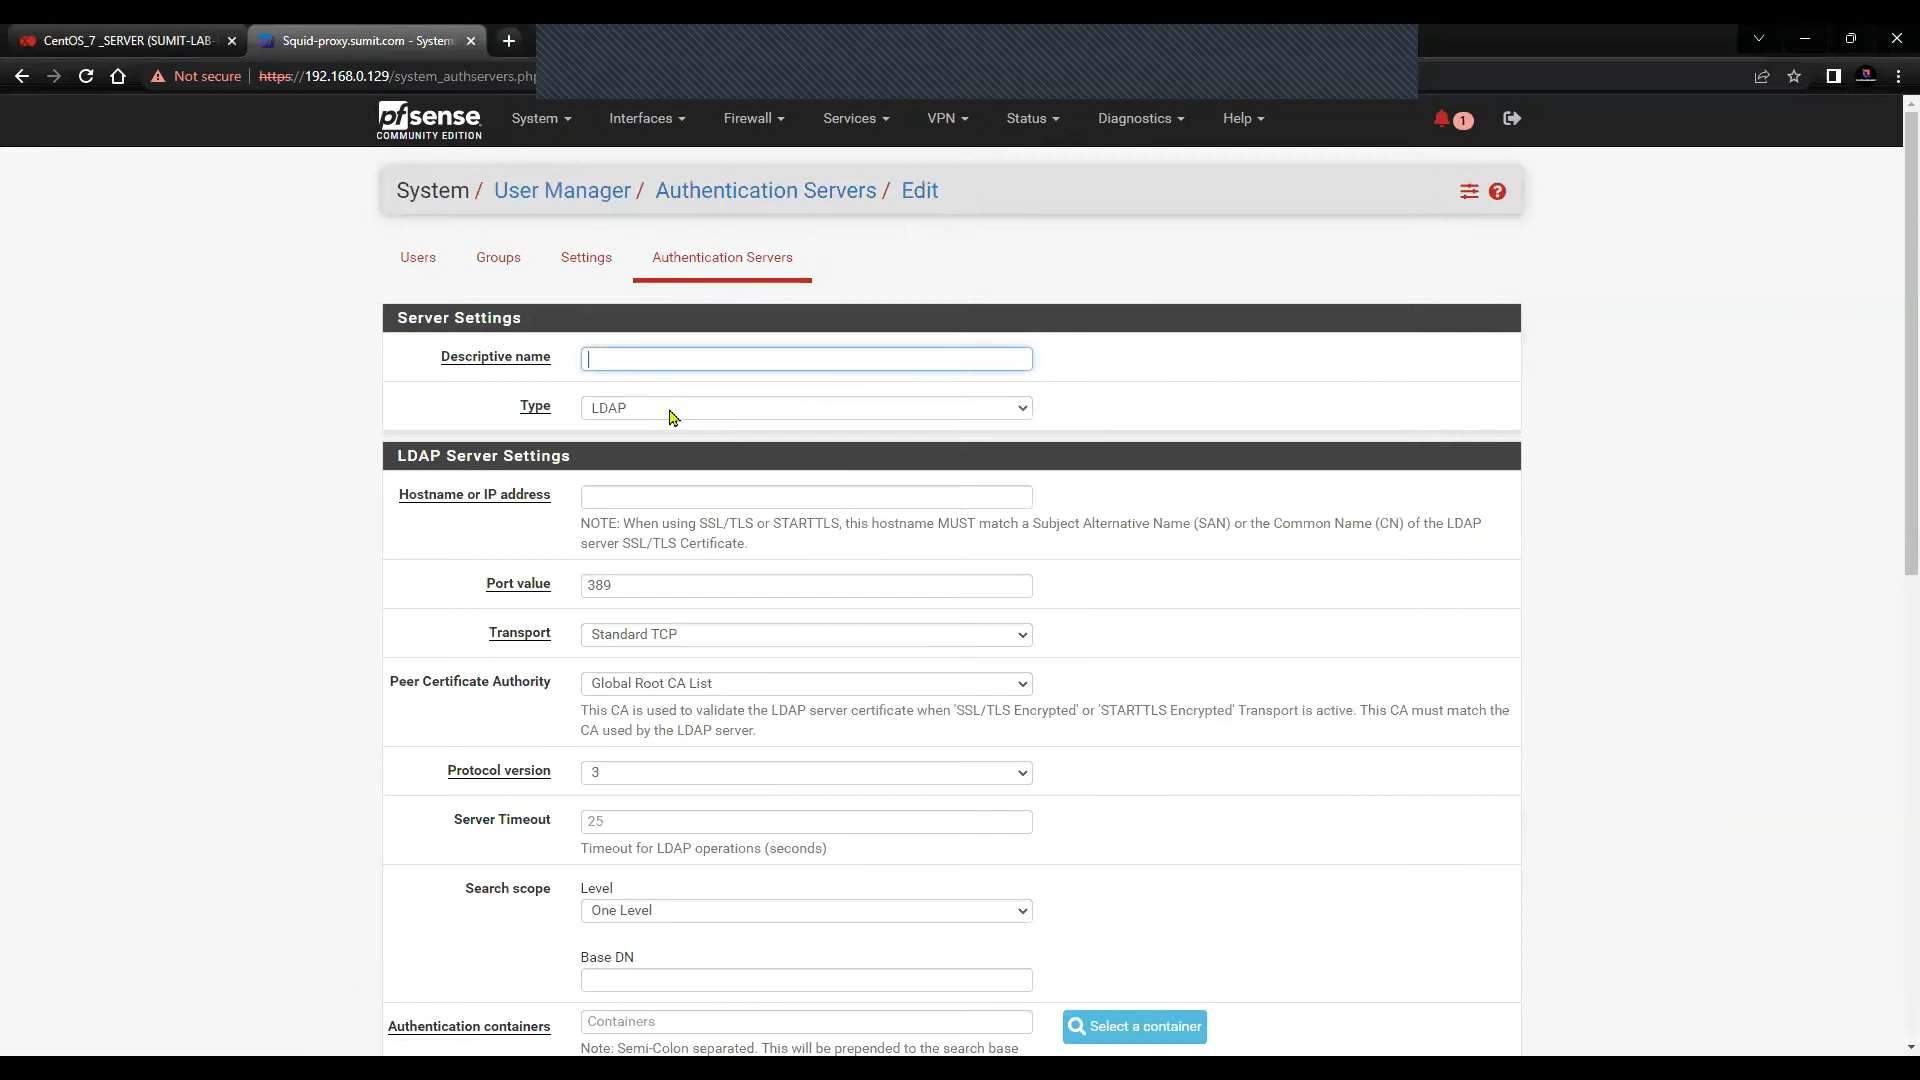 CentOS_7 _SERVER (SUMIT-LAB-
Squid-proxy.sumit.com - System
Not secure
https://192.168.0.129/system_authservers.php
pfsense
COMMUNITY EDITION
System
Interfaces
Firewall
Services
VPN
Status
Diagnostics
Help
1
System / User Manager / Authentication Servers / Edit
Users
Groups
Settings
Authentication Servers
Server Settings
Descriptive name
Type
LDAP
LDAP Server Settings
Hostname or IP address
NOTE: When using SSL/TLS or STARTTLS, this hostname MUST match a Subject Alternative Name (SAN) or the Common Name (CN) of the LDAP
server SSL/TLS Certificate.
Port value
389
Transport
Standard TCP
Peer Certificate Authority
Global Root CA List
This CA is used to validate the LDAP server certificate when 'SSL/TLS Encrypted' or 'STARTTLS Encrypted' Transport is active. This CA must match the
CA used by the LDAP server.
Protocol version
3
Server Timeout
25
Timeout for LDAP operations (seconds)
Search scope
Level
One Level
Base DN
Authentication containers
Containers
Select a container
Note: Semi-Colon separated. This will be prepended to the search base